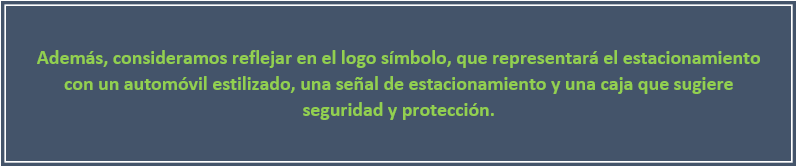 Además, consideramos reflejar en el logo símbolo, que representará el estacionamiento
con un automóvil estilizado, una señal de estacionamiento y una caja que sugiere
seguridad y protección.